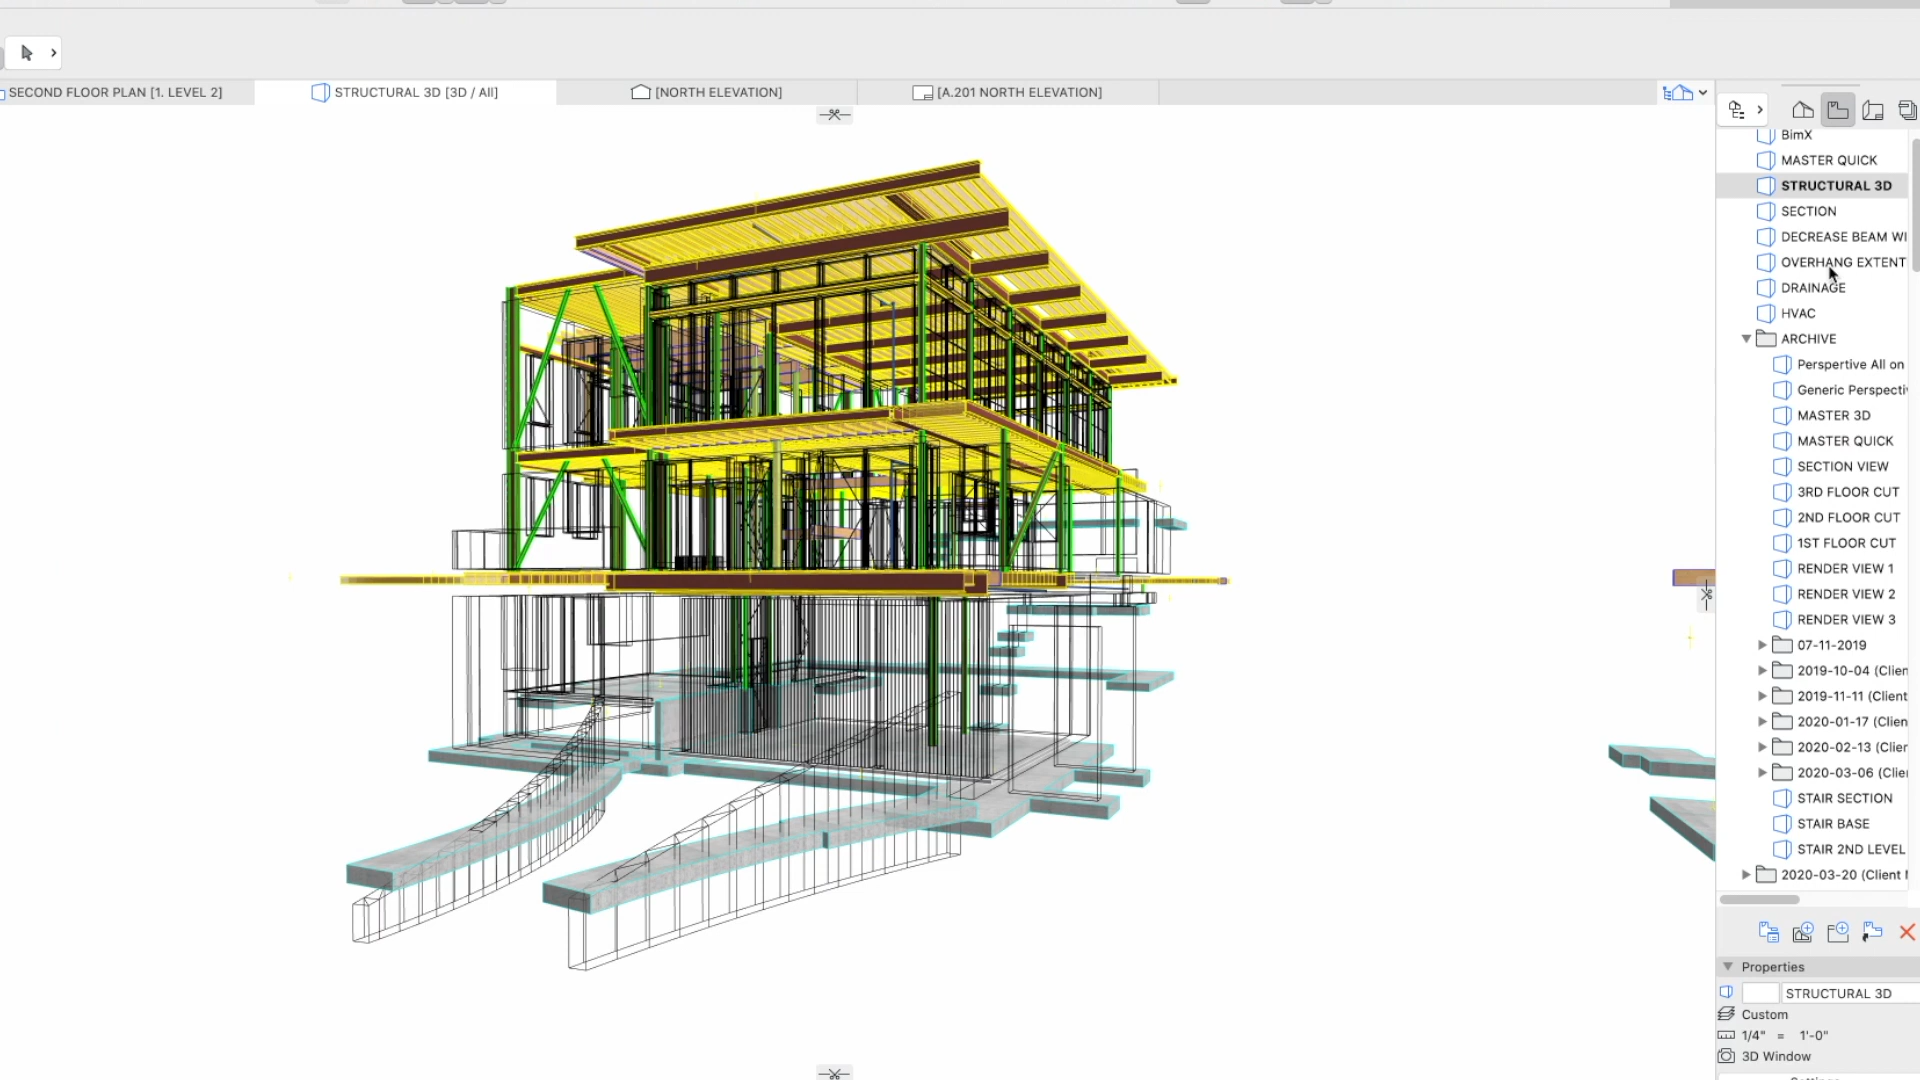 SECOND FLOOR PLAN [1. LEVEL 2]
STRUCTURAL 3D [3D / All]
[NORTH ELEVATION]
[A.201 NORTH ELEVATION]
BimX
MASTER QUICK
STRUCTURAL 3D
SECTION
DECREASE BEAM WI
OVERHANG EXTENT
DRAINAGE
HVAC
ARCHIVE
Perspertive All on
Generic Perspecti
MASTER 3D
MASTER QUICK
SECTION VIEW
3RD FLOOR CUT
2ND FLOOR CUT
1ST FLOOR CUT
RENDER VIEW 1
RENDER VIEW 2
RENDER VIEW 3
07-11-2019
2019-10-04 (Clien
2019-11-11 (Client
2020-01-17 (Clien
2020-02-13 (Clier
2020-03-06 (Clie
STAIR SECTION
STAIR BASE
STAIR 2ND LEVEL
2020-03-20 (Client
Properties
STRUCTURAL 3D
Custom
1/4" = 1'-0"
3D Window